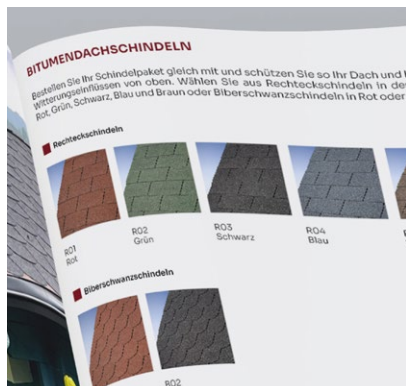 BITUMENDACHSCHINDELN
Bestellen Sie Ihr Schindelpaket gleich mit und schützen Sie so Ihr Dach und
Witterungseinflüssen von oben. Wählen Sie aus Rechteckschindeln in
Rot, Grün, Schwarz, Blau und Braun oder Biberschwanzschindeln in Rot oder
Rechteckschindeln
R01
Rot
R02
Grün
R03
Schwarz
R04
Blau
Biberschwanzschindeln
R02